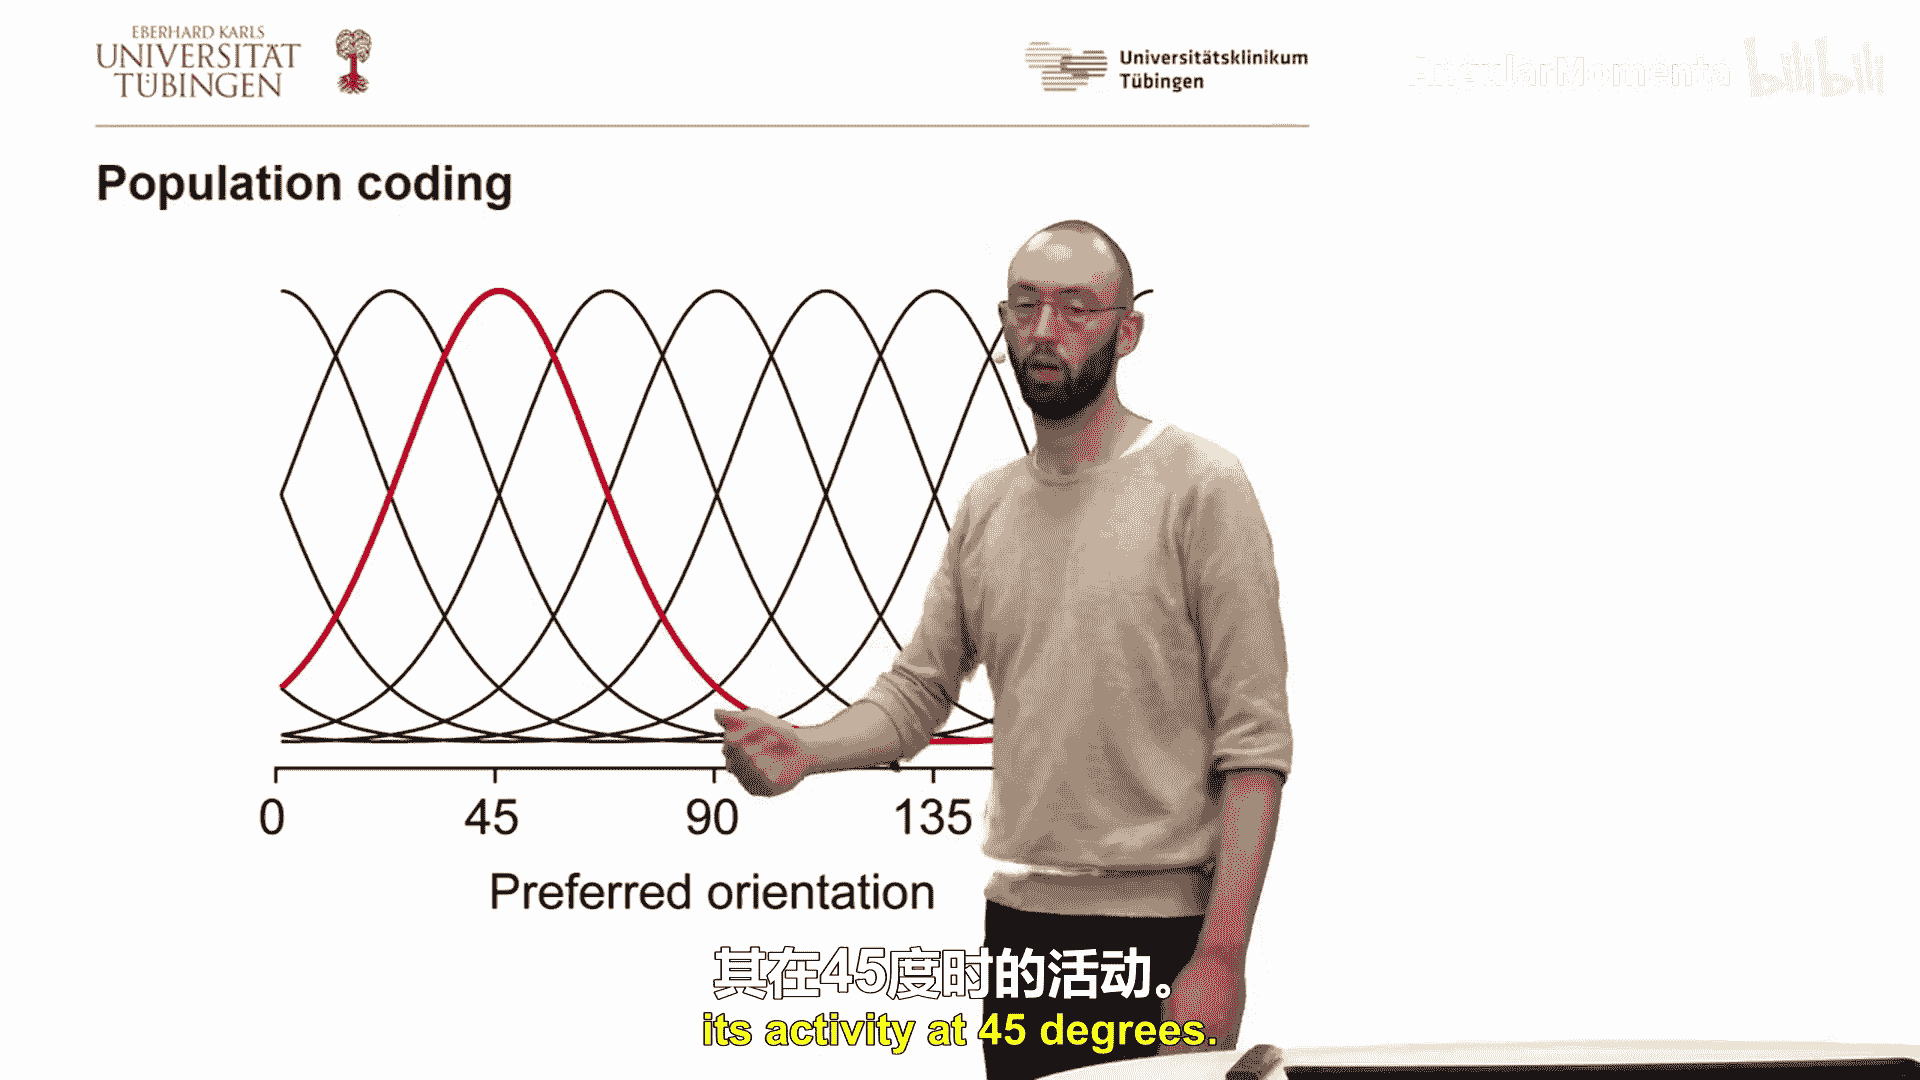 EBERHARD KARLS
UNIVERSITÄT
TÜBINGEN
Universitätsklinikum
Tübingen
bilibili
Population coding
0 45 90 135
Preferred orientation
其在45度时的活动。
its activity at 45 degrees.